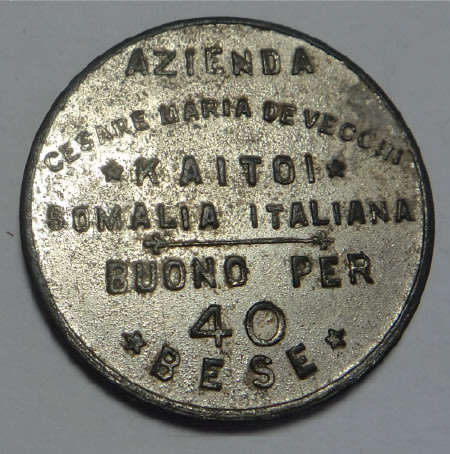 AZIENDA
CESARE MARIA DE VECCHI
KAITOI
SOMALIA ITALIANA
BUONO PER
40
BESE